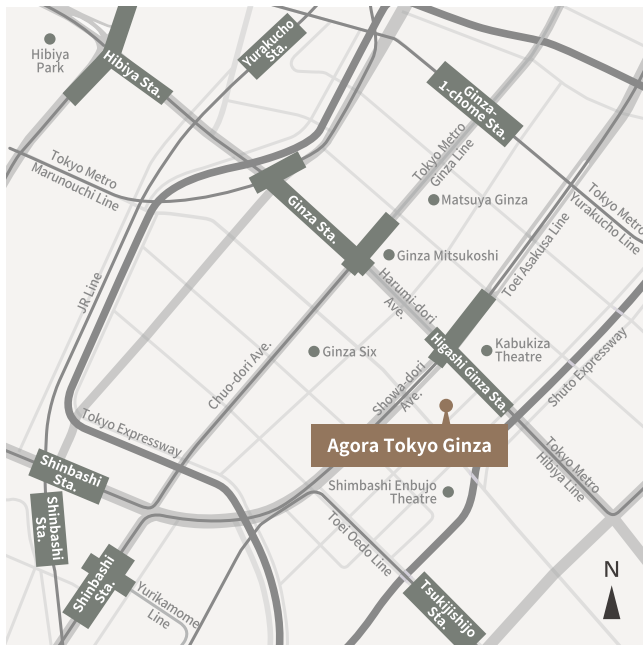 Hibiya
Park
Hibiya Sta.
Yurakucho
Sta.
Ginza-
1-chome Sta.
Tokyo Metro
Ginza Line
Tokyo Metro
Marunouchi Line
Matsuya Ginza
Tokyo Metro
Yurakucho Line
Ginza Sta.
Ginza Mitsukoshi
Toei Asakusa Line
JR Line
Harumi-dori
Ave.
Ginza Six
Higashi Ginza Sta.
Kabukiza
Theatre
Chuo-dori Ave.
Showa-dori
Ave.
Shuto Expressway
Tokyo Expressway
Agora Tokyo Ginza
Tokyo Metro
Hibiya Line
Shinbashi
Sta.
Shimbashi Enbujo
Theatre
Shinbashi
Sta.
Toei Oedo Line
Shinbashi
Sta.
Yurikamome
Line
Tsukijishijo
Sta.
N